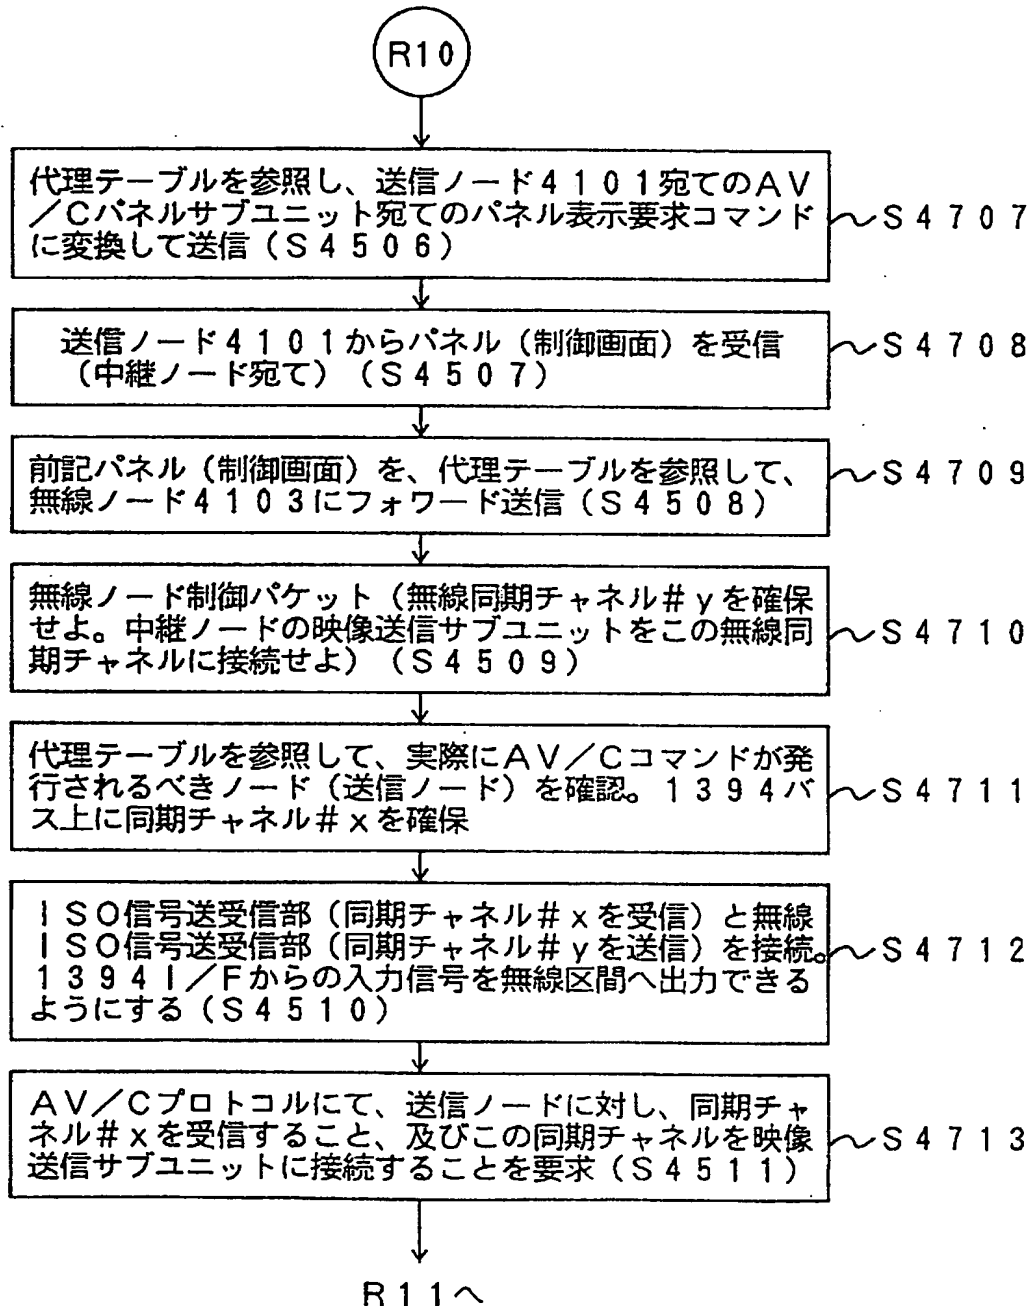 R10
代理テーブルを参照し、送信ノード4101宛てのAV
／Cパネルサブユニット宛てのパネル表示要求コマンド
に変換して送信（S4506）
～S4707
送信ノード4101からパネル（制御画面）を受信
（中継ノード宛て）（S4507）
～S4708
前記パネル（制御画面）を、代理テーブルを参照して、
無線ノード4103にフォワード送信（S4508）
～S4709
無線ノード制御パケット（無線同期チャネル＃yを確保
せよ。中継ノードの映像送信サブユニットをこの無線同
期チャネルに接続せよ）（S4509）
～S4710
代理テーブルを参照して、実際にAV／Cコマンドが発
行されるべきノード（送信ノード）を確認。1394バ
ス上に同期チャネル＃xを確保
～S4711
ISO信号送受信部（同期チャネル＃xを受信）と無線
ISO信号送受信部（同期チャネル＃yを送信）を接続。
1394I／Fからの入力信号を無線区間へ出力できる
ようにする（S4510）
～S4712
AV／Cプロトコルにて、送信ノードに対し、同期チャ
ネル＃xを受信すること、及びこの同期チャネルを映像
送信サブユニットに接続することを要求（S4511）
～S4713
R11へ